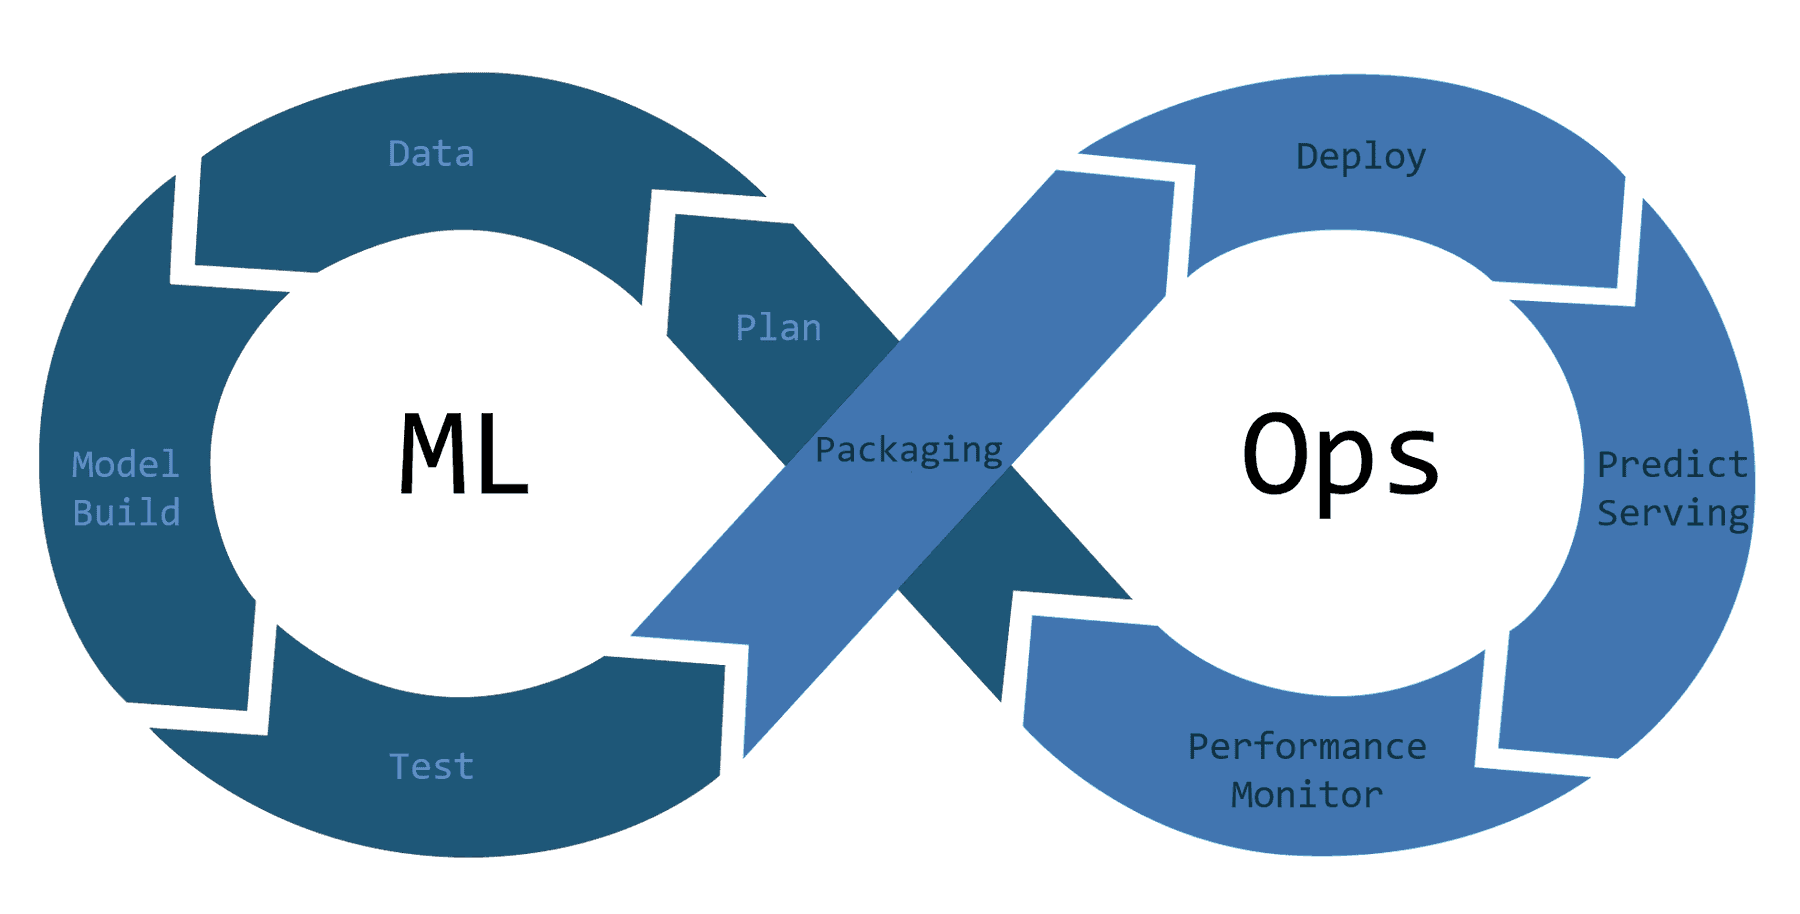 Data
Deploy
Plan
ML
Ops
Packaging
Model
Build
Predict
Serving
Test
Performance
Monitor